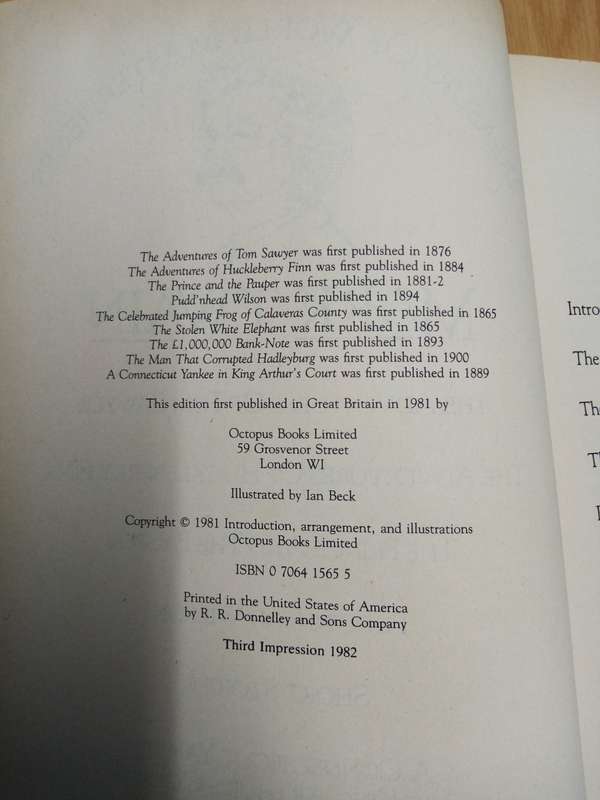 The Adventures of Tom Sawyer was first published in 1876
The Adventures of Huckleberry Finn was first published in 1884
The Prince and the Pauper was first published in 1881-2
Pudd'nhead Wilson was first published in 1894
The Celebrated Jumping Frog of Calaveras County was first published in 1865
The Stolen White Elephant was first published in 1865
The £1,000,000 Bank-Note was first published in 1893
The Man That Corrupted Hadleyburg was first published in 1900
A Connecticut Yankee in King Arthur's Court was first published in 1889
This edition first published in Great Britain in 1981 by
Octopus Books Limited
59 Grosvenor Street
London WI
Illustrated by Ian Beck
Copyright © 1981 Introduction, arrangement, and illustrations
Octopus Books Limited
ISBN 0 7064 1565 5
Printed in the United States of America
by R. R. Donnelley and Sons Company
Third Impression 1982
Intro
The
Th
T